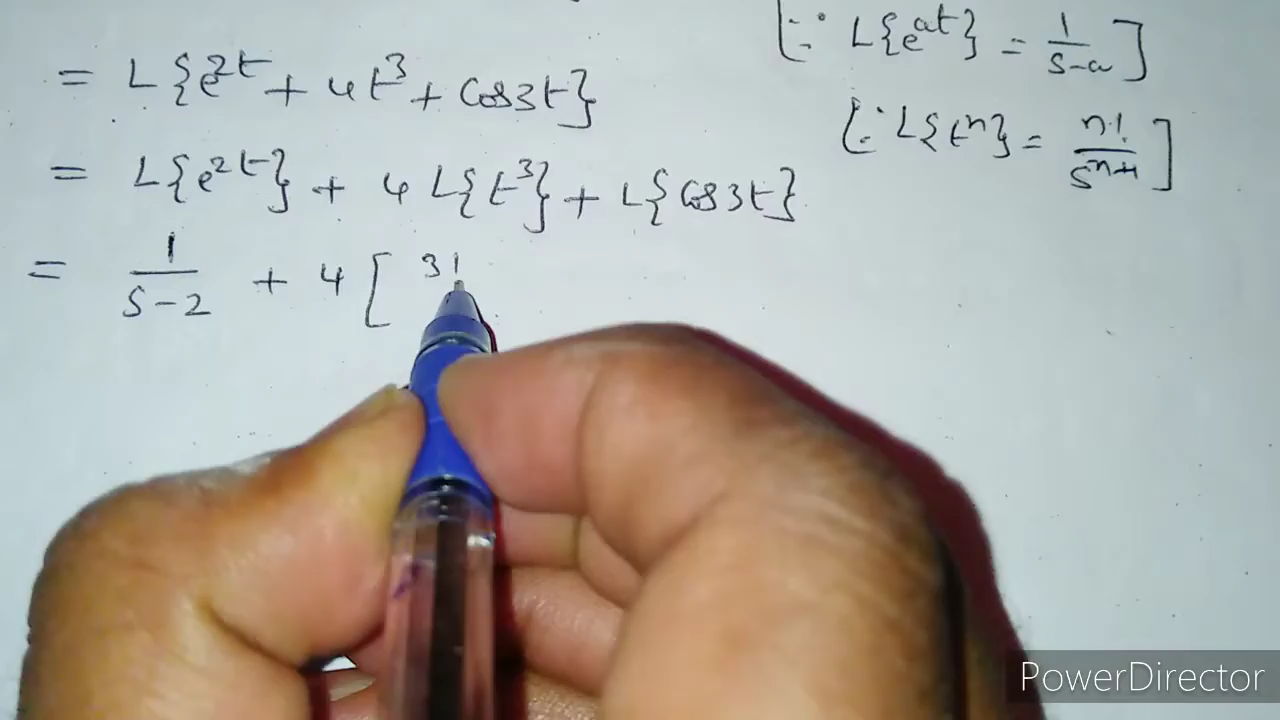 [∵ L{e^at} = 1/s-a]
= L{e^2t + 4t^3 + Cos3t}
[∵ L{t^n} = n!/s^n+1]
= L{e^2t} + 4 L{t^3} + L{Cos3t}
= 1/s-2 + 4 [ 3!
PowerDirector